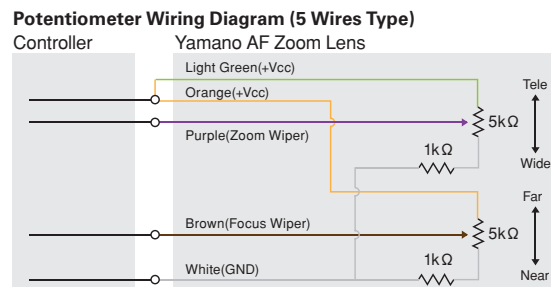 Potentiometer Wiring Diagram (5 Wires Type)
Controller Yamano AF Zoom Lens
Light Green(+Vcc)
Tele
Orange(+Vcc)
5kΩ
Purple(Zoom Wiper)
1kΩ
Wide
Far
Brown(Focus Wiper)
5kΩ
1kΩ
White(GND)
Near